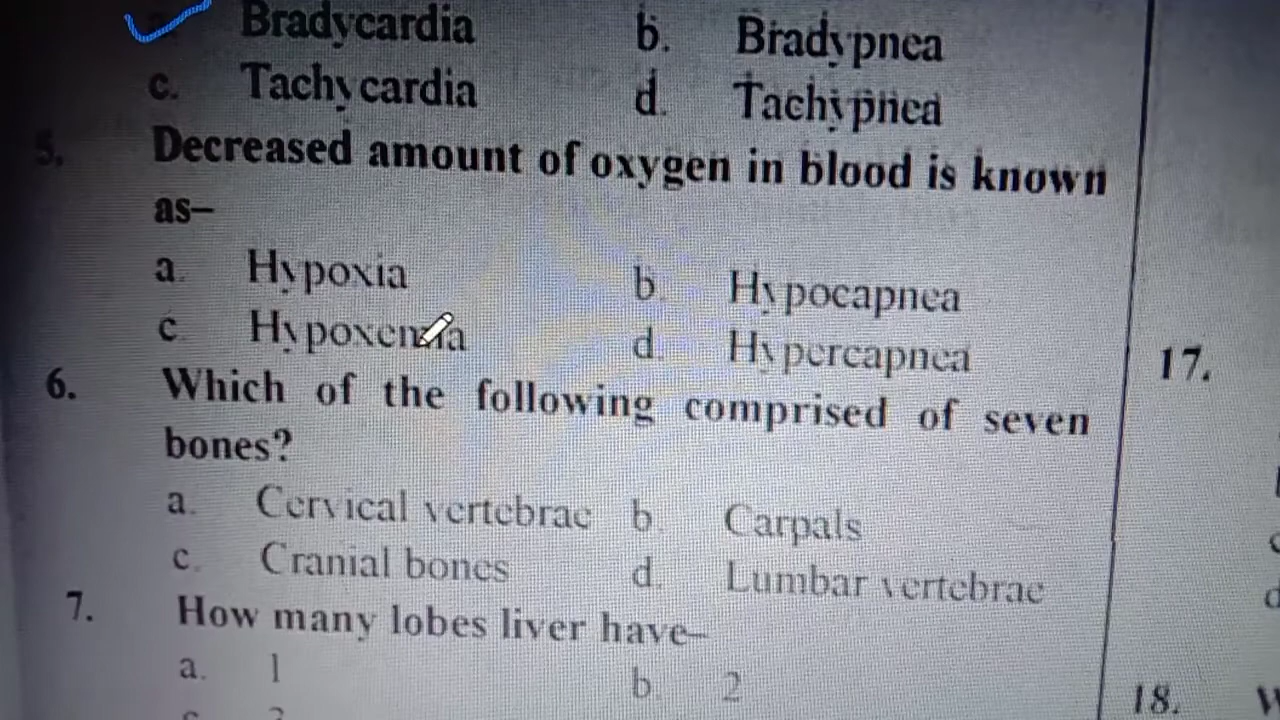 Bradycardia b. Bradypnea
c. Tachycardia d. Tachypnea
5. Decreased amount of oxygen in blood is known
as–
a. Hypoxia b. Hypocapnea
c. Hypoxemia d. Hypercapnea
6. Which of the following comprised of seven
bones?
a. Cervical vertebrae b. Carpals
c. Cranial bones d. Lumbar vertebrae
7. How many lobes liver have–
a. 1 b. 2
17.
18.